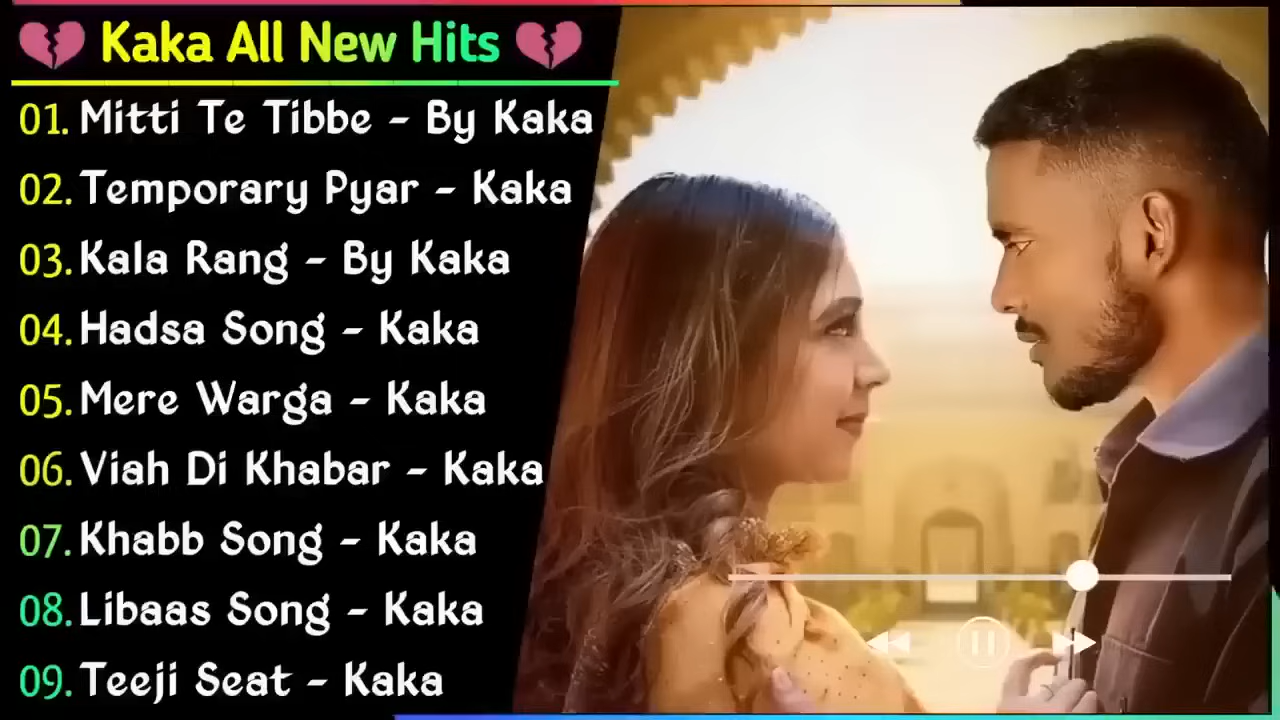 Kaka All New Hits
01. Mitti Te Tibbe - By Kaka
02. Temporary Pyar - Kaka
03. Kala Rang - By Kaka
04. Hadsa Song - Kaka
05. Mere Warga - Kaka
06. Viah Di Khabar - Kaka
07. Khabb Song - Kaka
08. Libaas Song - Kaka
09. Teeji Seat - Kaka